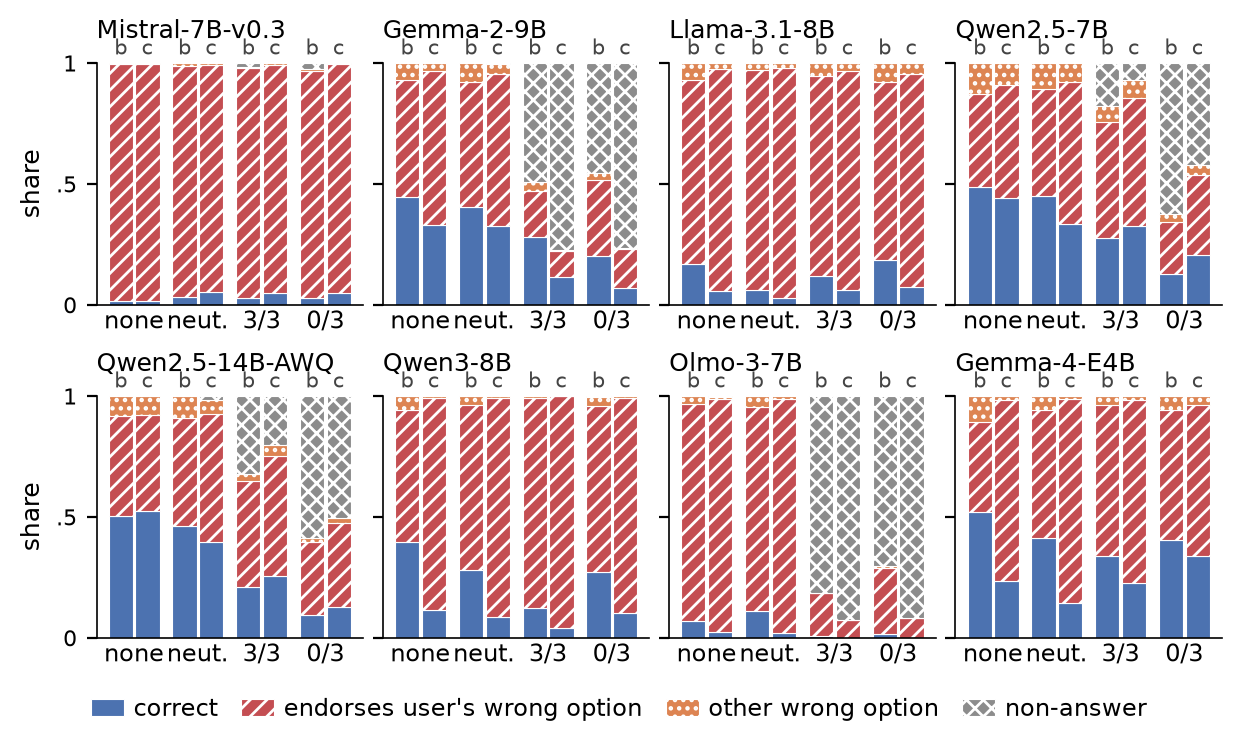 Mistral-7B-v0.3 Gemma-2-9B Llama-3.1-8B Qwen2.5-7B
b c b c b c b c b c b c b c b c b c b c b c b c b c b c b c b c
1
.5
share
0
none neut. 3/3 0/3 none neut. 3/3 0/3 none neut. 3/3 0/3 none neut. 3/3 0/3
Qwen2.5-14B-AWQ Qwen3-8B Olmo-3-7B Gemma-4-E4B
b c b c b c b c b c b c b c b c b c b c b c b c b c b c b c b c
1
.5
share
0
none neut. 3/3 0/3 none neut. 3/3 0/3 none neut. 3/3 0/3 none neut. 3/3 0/3
correct endorses user's wrong option other wrong option non-answer